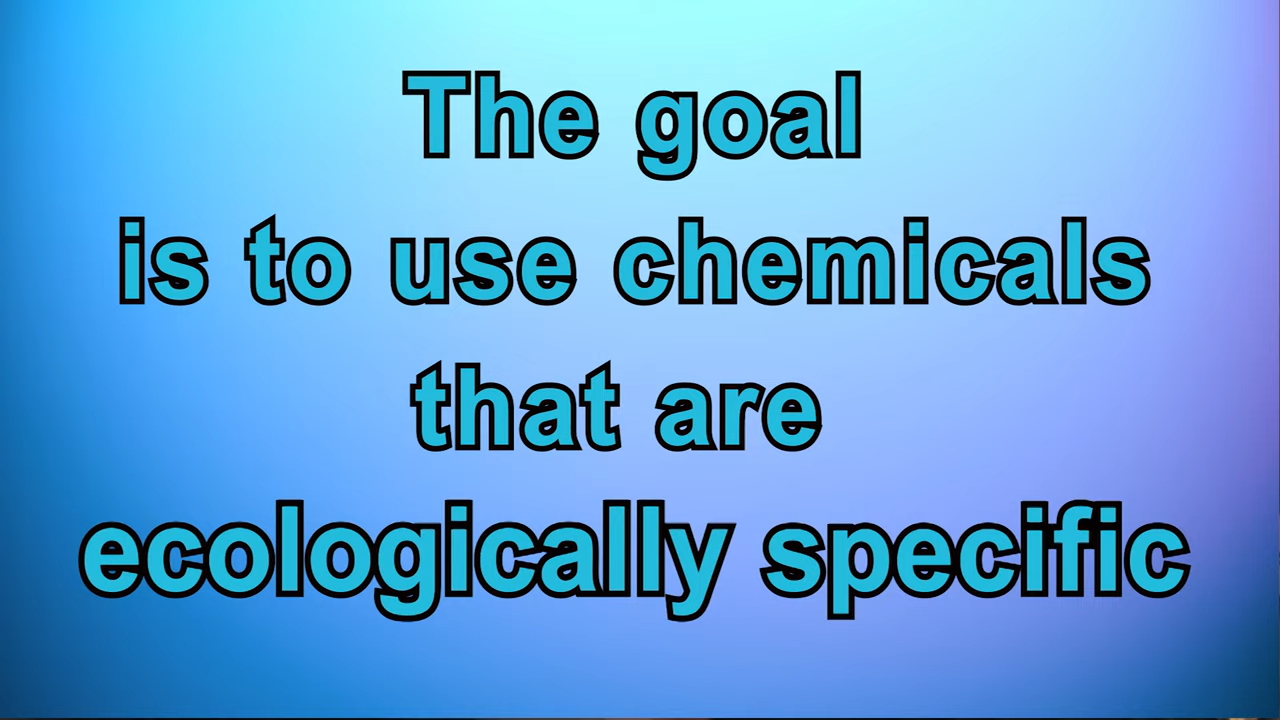 The goal
is to use chemicals
that are
ecologically specific